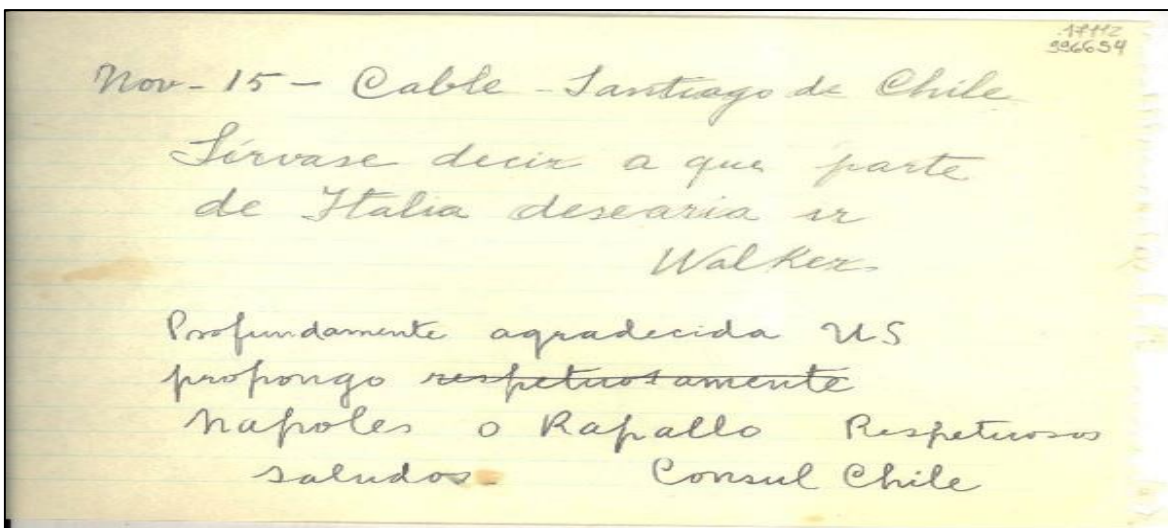 17112
996654
Nov - 15 - Cable - Santiago de Chile
Sírvase decir a que parte
de Italia desearia ir
Walker.
Profundamente agradecida US
propongo respetuosamente
Napoles o Rapallo Respetuosos
saludos - Consul Chile